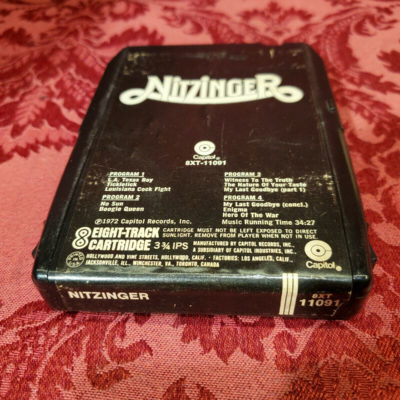 NITZINGER
Capitol
8XT-11091
PROGRAM 1
L.A. Texas Boy
Ticklelick
Louisiana Cock Fight
PROGRAM 2
No Sun
Boogie Queen
PROGRAM 3
Witness To The Truth
The Nature Of Your Taste
My Last Goodbye (part 1)
PROGRAM 4
My Last Goodbye (concl.)
Enigma
Hero Of The War
Ⓟ1972 Capitol Records, Inc.
Music Running Time 34:27
8 EIGHT-TRACK
CARTRIDGE 3¾ IPS
CARTRIDGE MUST NOT BE LEFT EXPOSED TO DIRECT
SUNLIGHT. REMOVE FROM PLAYER WHEN NOT IN USE.
MANUFACTURED BY CAPITOL RECORDS, INC.,
A SUBSIDIARY OF CAPITOL INDUSTRIES, INC.,
HOLLYWOOD AND VINE STREETS, HOLLYWOOD, CALIF. • FACTORIES: LOS ANGELES, CALIF.,
JACKSONVILLE, ILL., WINCHESTER, VA., TORONTO, CANADA
Capitol
NITZINGER
8XT
11091